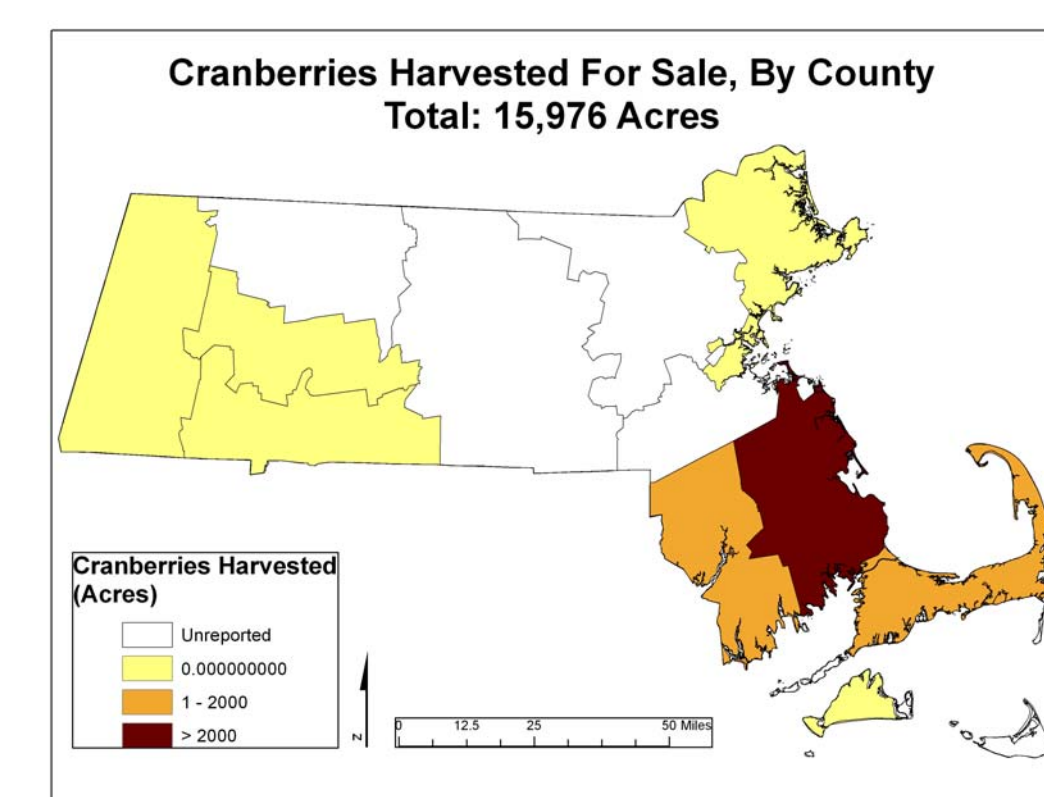 Cranberries Harvested For Sale, By County
Total: 15,976 Acres
Cranberries Harvested
(Acres)
Unreported
0.000000000
1 - 2000
> 2000
N
0 12.5 25 50 Miles